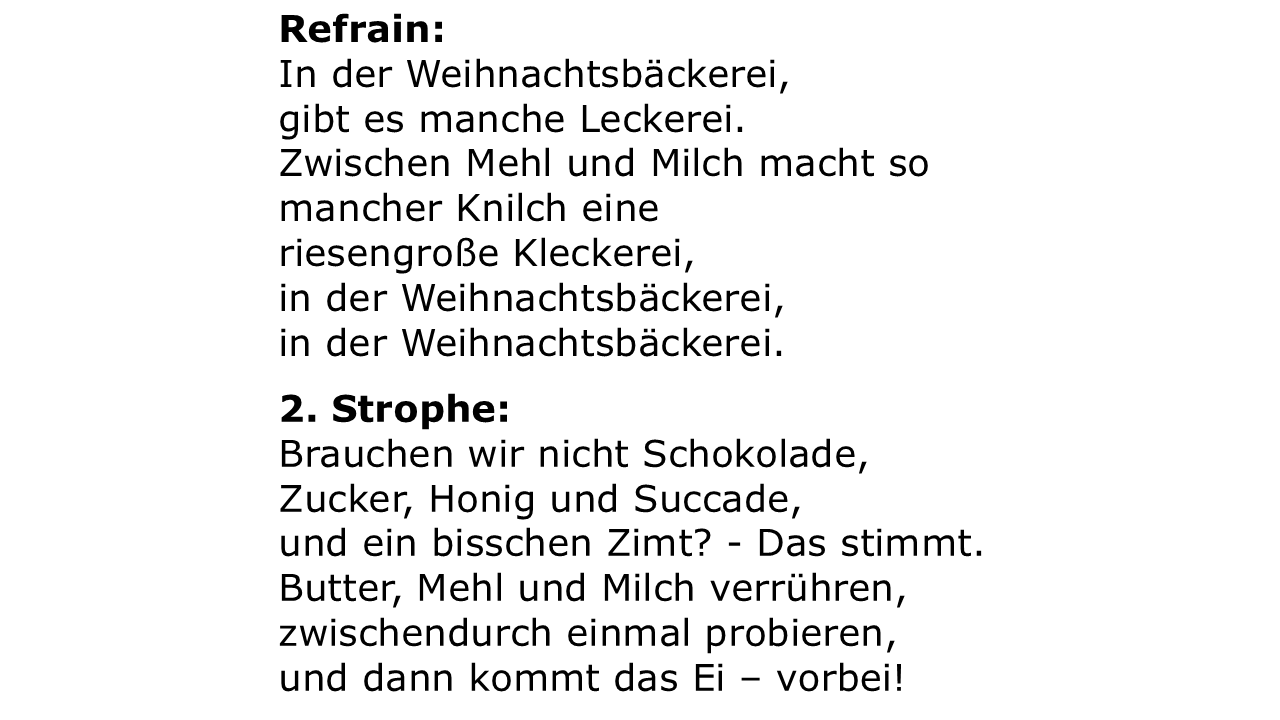 Refrain:
In der Weihnachtsbäckerei,
gibt es manche Leckerei.
Zwischen Mehl und Milch macht so
mancher Knilch eine
riesengroße Kleckerei,
in der Weihnachtsbäckerei,
in der Weihnachtsbäckerei.
2. Strophe:
Brauchen wir nicht Schokolade,
Zucker, Honig und Succade,
und ein bisschen Zimt? - Das stimmt.
Butter, Mehl und Milch verrühren,
zwischendurch einmal probieren,
und dann kommt das Ei – vorbei!